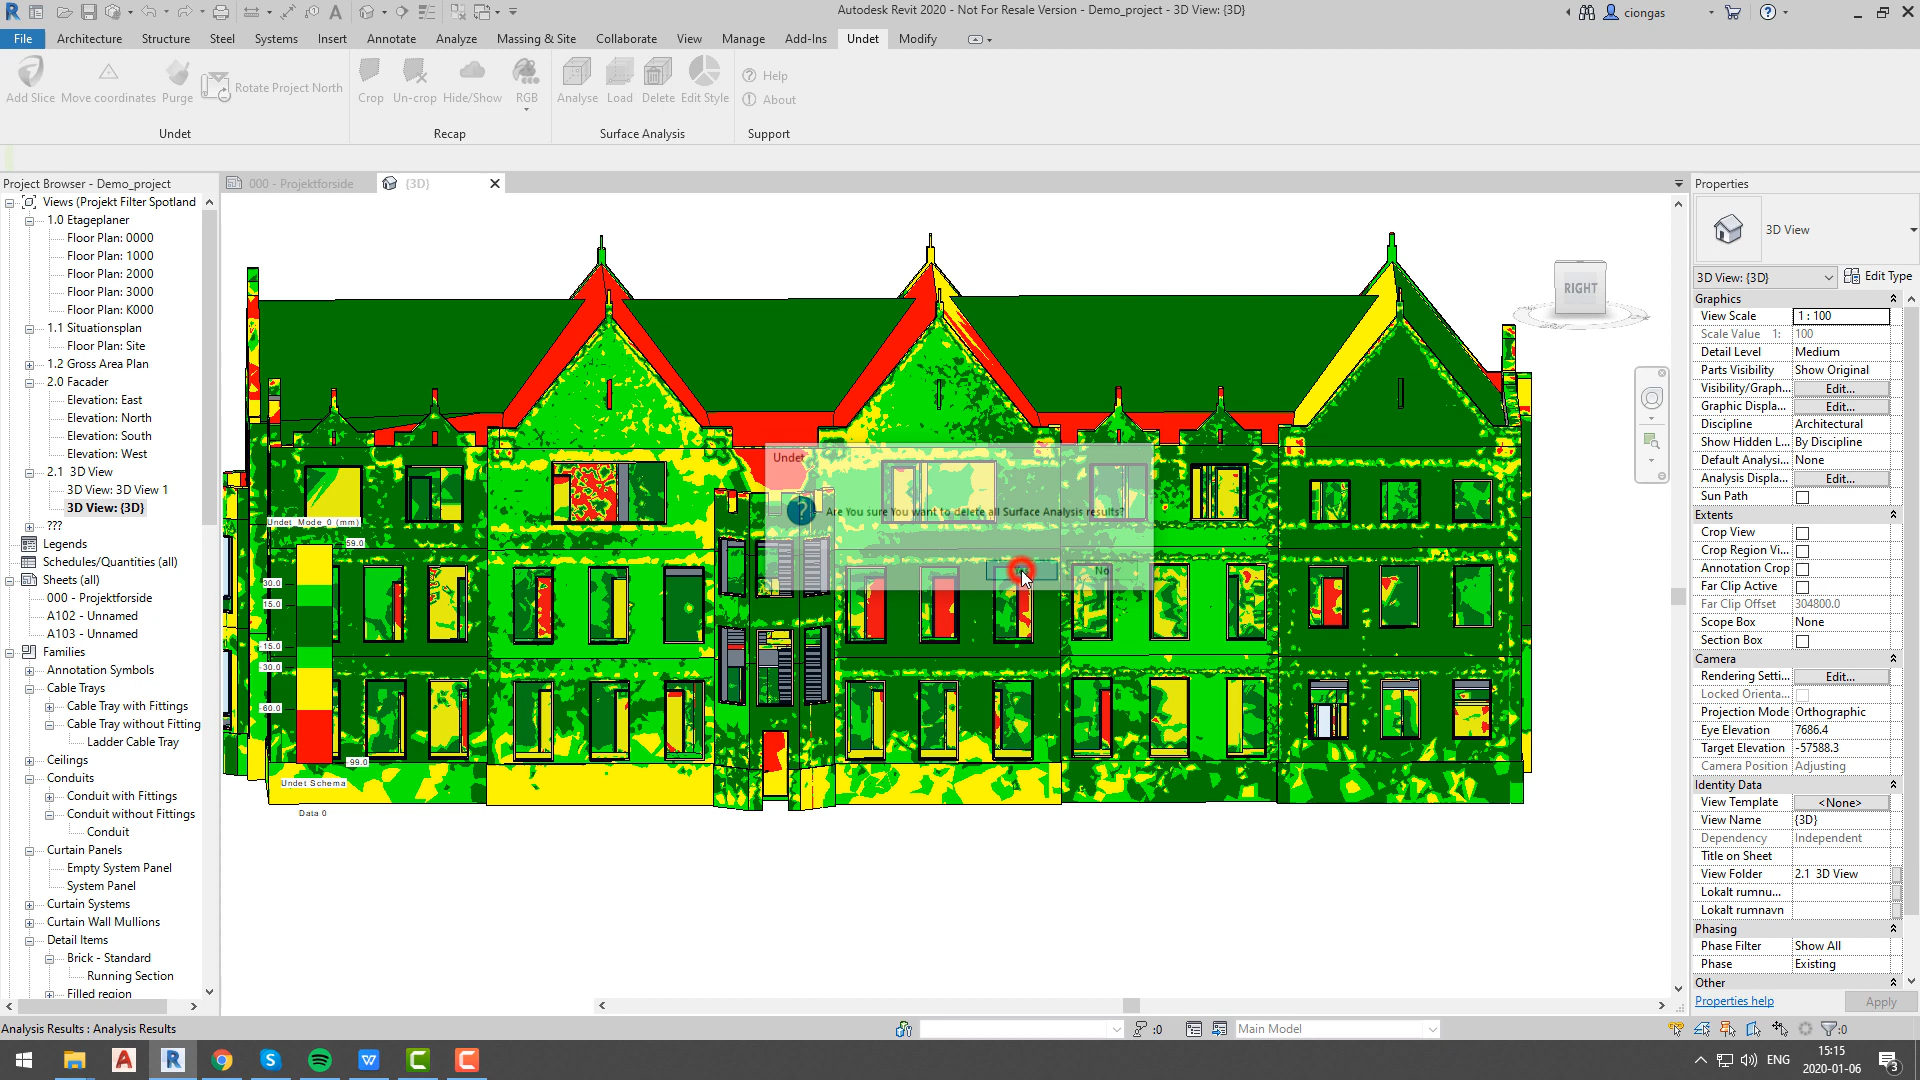 Autodesk Revit 2020 - Not For Resale Version - Demo_project - 3D View: {3D}
ciongas
File
Architecture
Structure
Steel
Systems
Insert
Annotate
Analyze
Massing & Site
Collaborate
View
Manage
Add-Ins
Undet
Modify
Add Slice
Move coordinates
Purge
Rotate Project North
Crop
Un-crop
Hide/Show
RGB
Analyse
Load
Delete
Edit Style
Help
About
Undet
Recap
Surface Analysis
Support
Project Browser - Demo_project
Views (Projekt Filter Spotland
1.0 Etageplaner
Floor Plan: 0000
Floor Plan: 1000
Floor Plan: 2000
Floor Plan: 3000
Floor Plan: K000
1.1 Situationsplan
Floor Plan: Site
1.2 Gross Area Plan
2.0 Facader
Elevation: East
Elevation: North
Elevation: South
Elevation: West
2.1 3D View
3D View: 3D View 1
3D View: {3D}
???
Legends
Schedules/Quantities (all)
Sheets (all)
000 - Projektforside
A102 - Unnamed
A103 - Unnamed
Families
Annotation Symbols
Cable Trays
Cable Tray with Fittings
Cable Tray without Fitting
Ladder Cable Tray
Ceilings
Conduits
Conduit with Fittings
Conduit without Fittings
Conduit
Curtain Panels
Empty System Panel
System Panel
Curtain Systems
Curtain Wall Mullions
Detail Items
Brick - Standard
Running Section
Filled region
000 - Projektforside
{3D}
RIGHT
Undet
Are You sure You want to delete all Surface Analysis results?
No
Undet Mode_0 (mm)
59.0
30.0
15.0
-15.0
-30.0
-60.0
-99.0
Undet Schema
Data 0
Properties
3D View
3D View: {3D}
Edit Type
Graphics
View Scale 1 : 100
Scale Value 1: 100
Detail Level Medium
Parts Visibility Show Original
Visibility/Graph... Edit...
Graphic Displa... Edit...
Discipline Architectural
Show Hidden L... By Discipline
Default Analysi... None
Analysis Displa... Edit...
Sun Path
Extents
Crop View
Crop Region Vi...
Annotation Crop
Far Clip Active
Far Clip Offset 304800.0
Scope Box None
Section Box
Camera
Rendering Setti... Edit...
Locked Orienta...
Projection Mode Orthographic
Eye Elevation 7686.4
Target Elevation -57588.3
Camera Position Adjusting
Identity Data
View Template <None>
View Name {3D}
Dependency Independent
Title on Sheet
View Folder 2.1 3D View
Lokalt rumnu...
Lokalt rumnavn
Phasing
Phase Filter Show All
Phase Existing
Other
Properties help
Apply
Analysis Results : Analysis Results
:0
Main Model
:0
ENG
15:15
2020-01-06
3